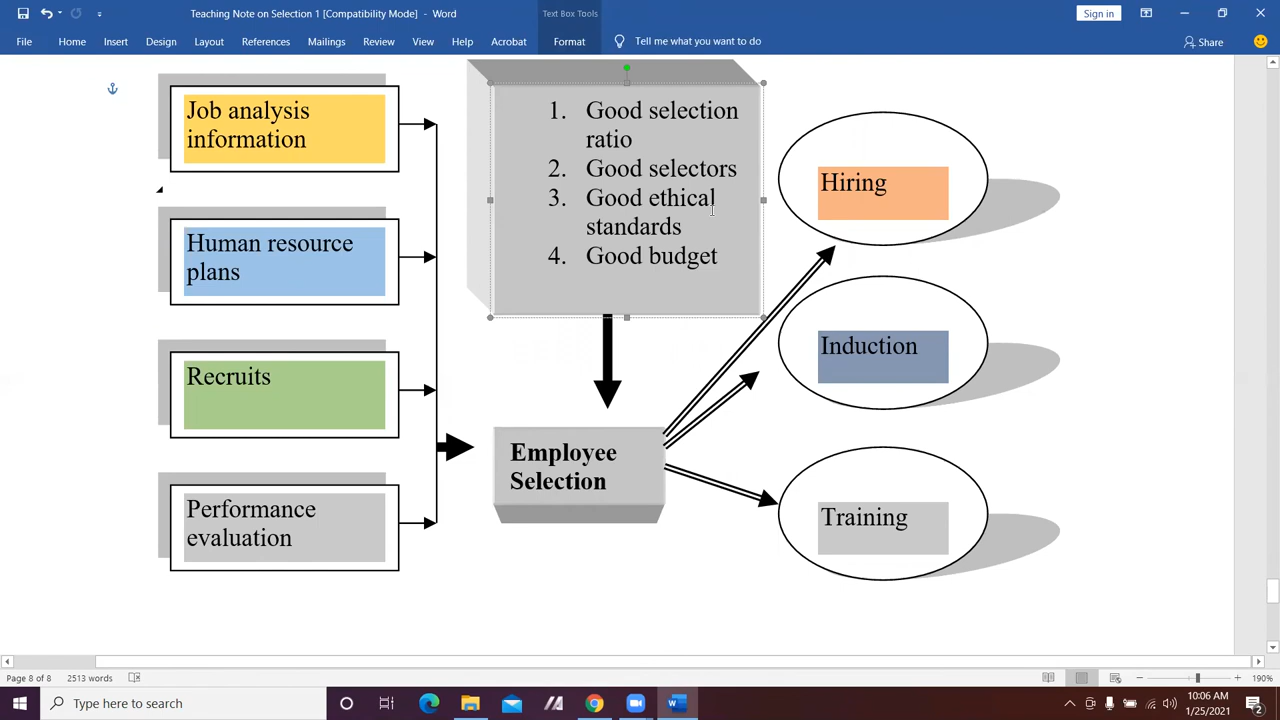 Teaching Note on Selection 1 [Compatibility Mode] - Word
Text Box Tools
Sign in
File Home Insert Design Layout References Mailings Review View Help Acrobat Format Tell me what you want to do Share
Job analysis
information
Human resource
plans
Recruits
Performance
evaluation
1. Good selection
ratio
2. Good selectors
3. Good ethical
standards
4. Good budget
Employee
Selection
Hiring
Induction
Training
Page 8 of 8 2513 words 190%
Type here to search
10:06 AM
1/25/2021
2